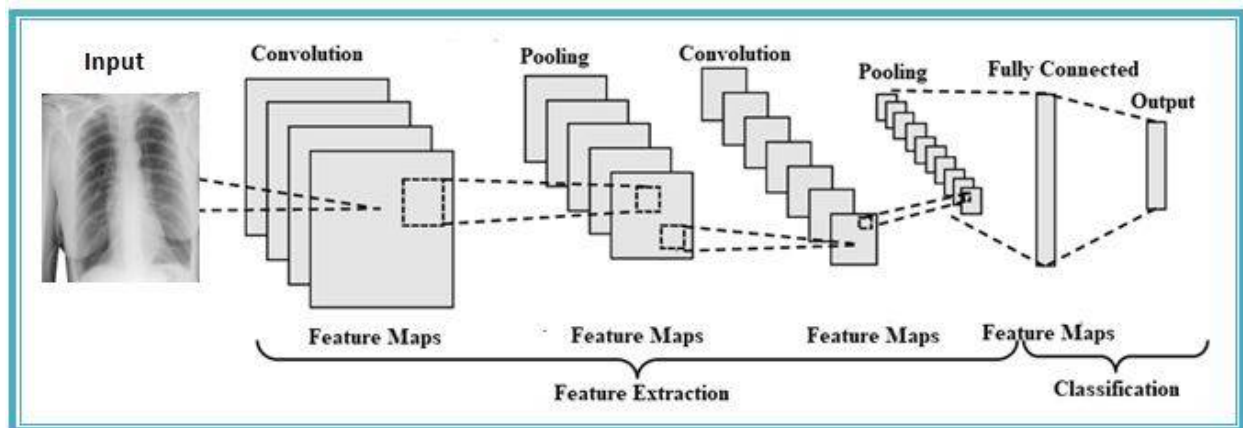 Input
Convolution
Pooling
Convolution
Pooling
Fully Connected
Output
Feature Maps
Feature Maps
Feature Maps
Feature Maps
Feature Extraction
Classification